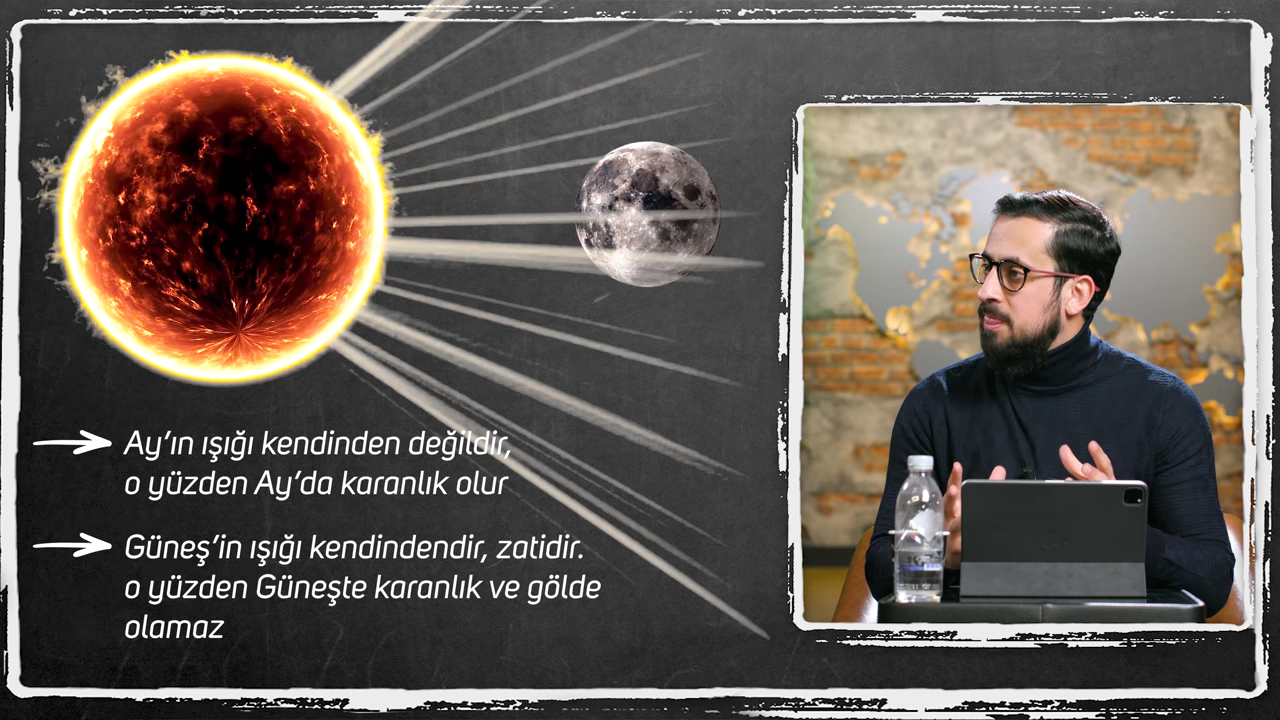 Ay'ın ışığı kendinden değildir,
o yüzden Ay'da karanlık olur
Güneş'in ışığı kendindendir, zatidir.
o yüzden Güneşte karanlık ve gölde
olamaz